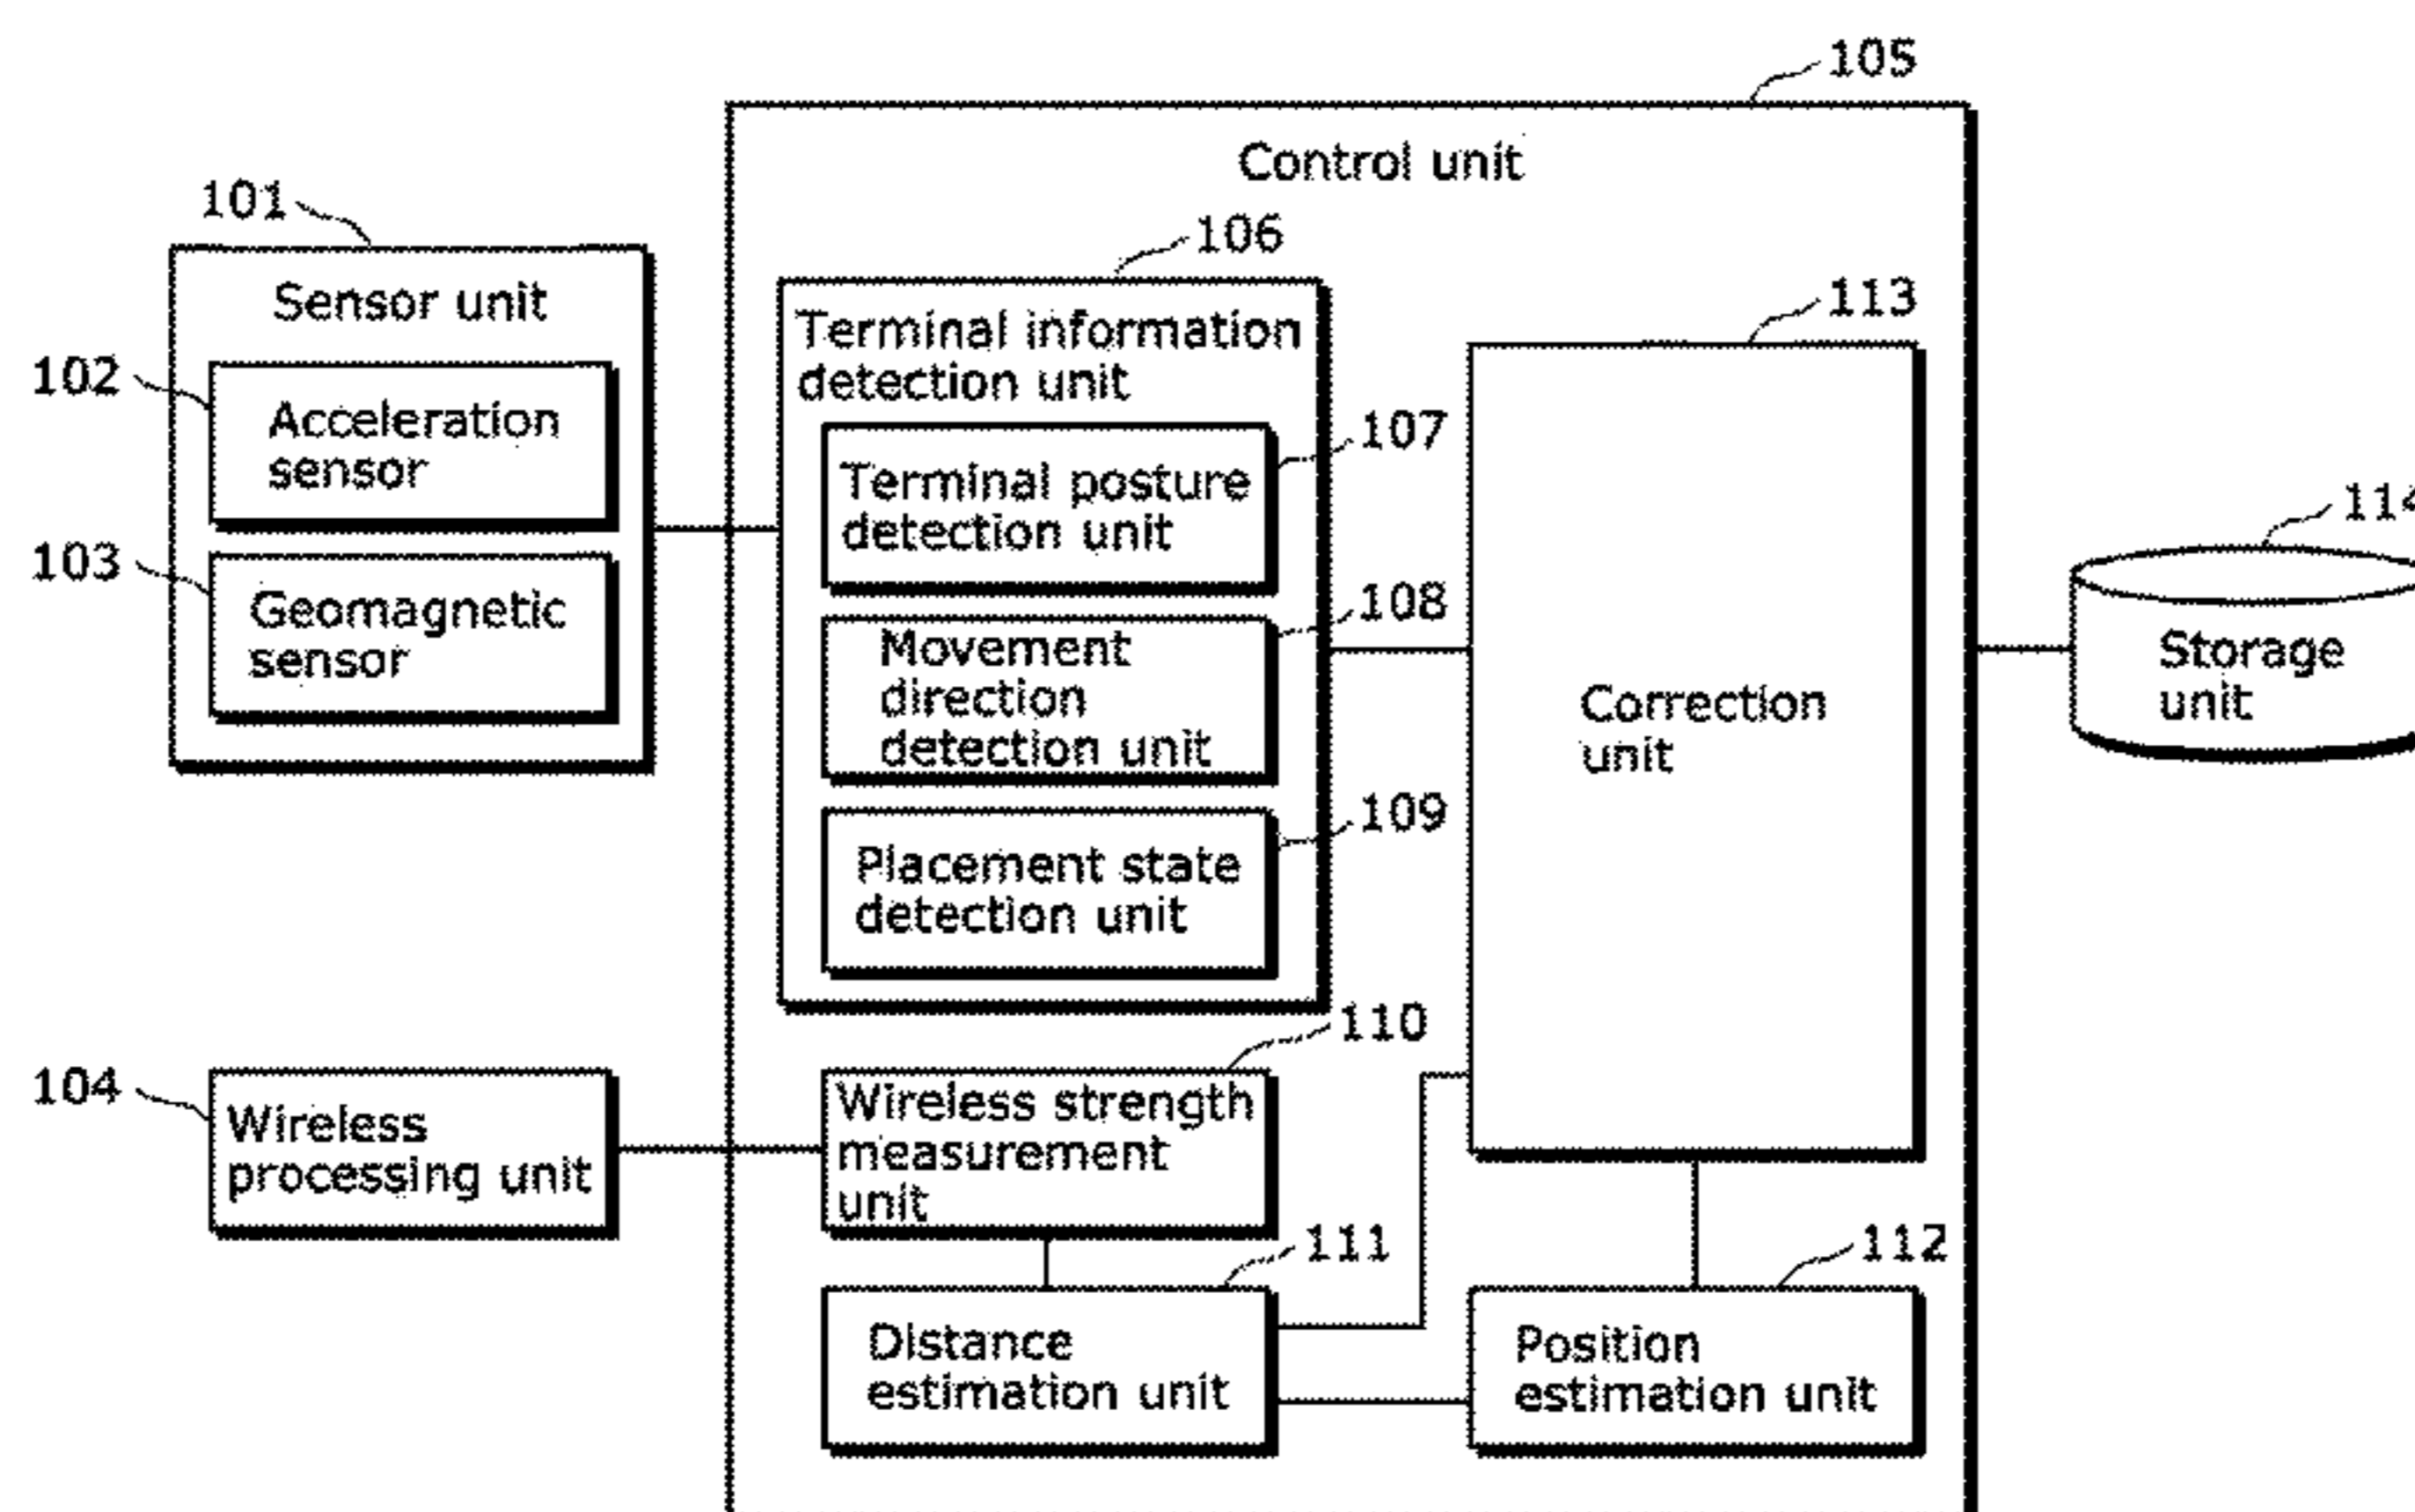 105
Control unit
101
Sensor unit
102
Acceleration
sensor
103
Geomagnetic
sensor
106
Terminal information
detection unit
107
Terminal posture
detection unit
108
Movement
direction
detection unit
109
Placement state
detection unit
113
Correction
unit
114
Storage
unit
104
Wireless
processing unit
110
Wireless strength
measurement
unit
111
Distance
estimation unit
112
Position
estimation unit